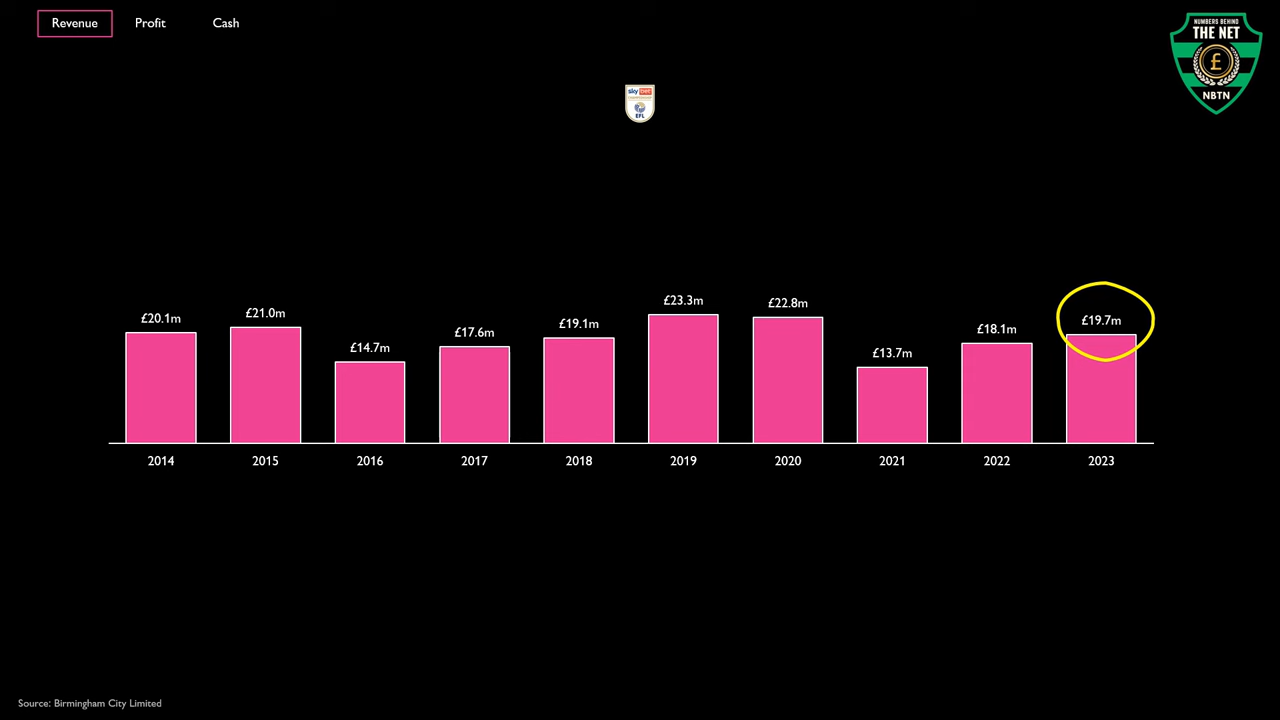 Revenue Profit Cash
NUMBERS BEHIND
THE NET
£
NBTN
sky bet
EFL
£20.1m £21.0m £14.7m £17.6m £19.1m £23.3m £22.8m £13.7m £18.1m £19.7m
2014 2015 2016 2017 2018 2019 2020 2021 2022 2023
Source: Birmingham City Limited